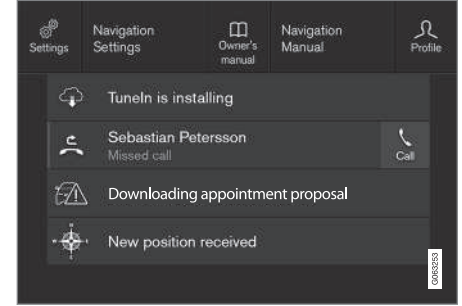 Settings
Navigation
Settings
Owner's
manual
Navigation
Manual
Profile
TuneIn is installing
Sebastian Petersson
Missed call
Call
Downloading appointment proposal
New position received
G063253